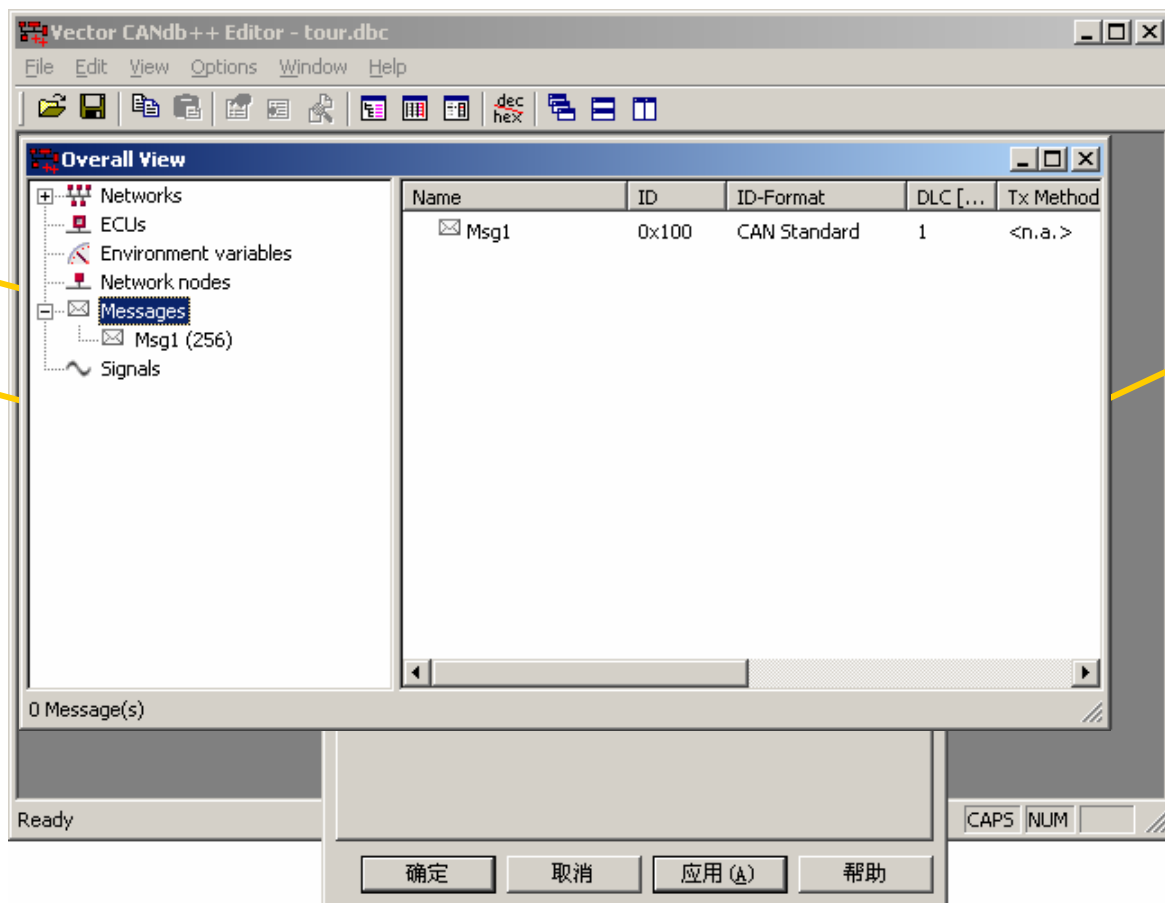 Vector CANdb++ Editor - tour.dbc
File Edit View Options Window Help
dec
hex
Overall View
Networks
ECUs
Environment variables
Network nodes
Messages
Msg1 (256)
Signals
Name ID ID-Format DLC [... Tx Method
Msg1 0x100 CAN Standard 1 <n.a.>
0 Message(s)
Ready
CAPS NUM
确定 取消 应用(A) 帮助